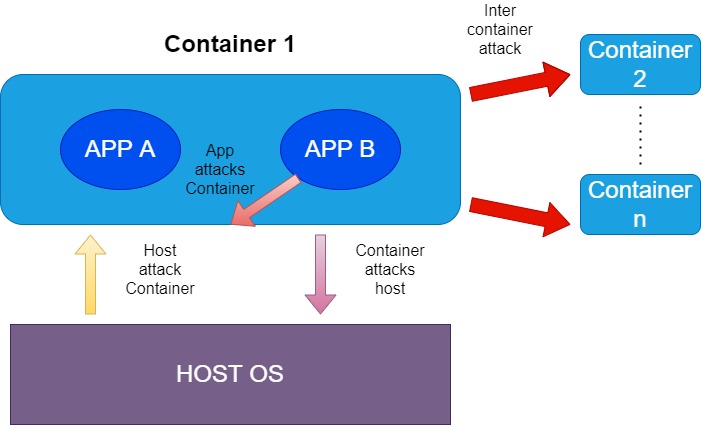 Container 1
Inter
container
attack
Container
2
APP A
APP B
App
attacks
Container
Container
n
Host
attack
Container
Container
attacks
host
HOST OS